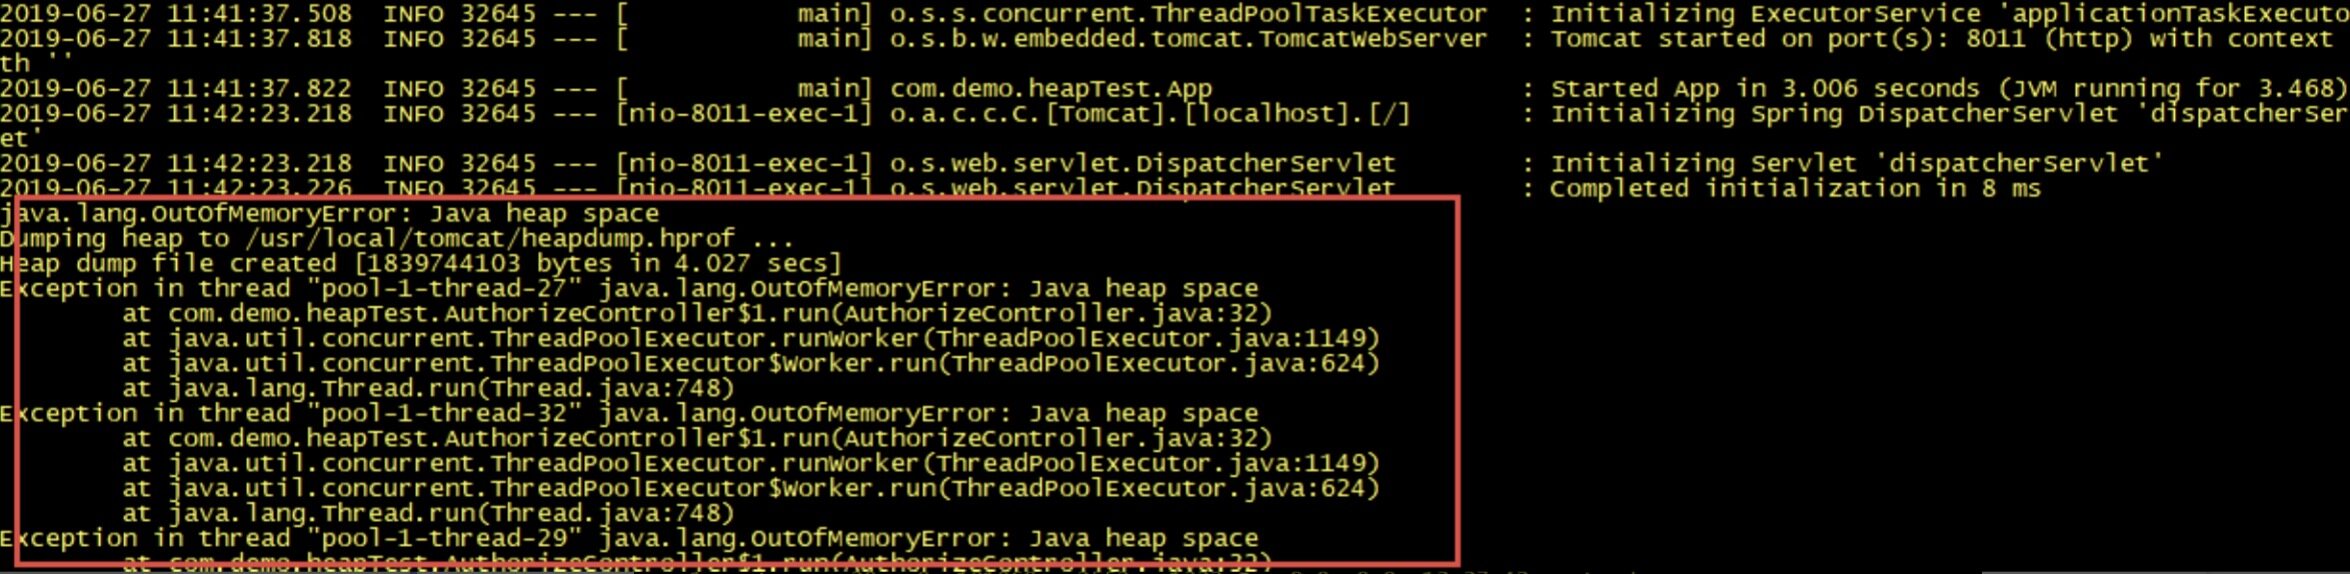 2019-06-27 11:41:37.508  INFO 32645 --- [           main] o.s.s.concurrent.ThreadPoolTaskExecutor  : Initializing ExecutorService 'applicationTaskExecuto
2019-06-27 11:41:37.818  INFO 32645 --- [           main] o.s.b.w.embedded.tomcat.TomcatWebServer  : Tomcat started on port(s): 8011 (http) with context
th ''
2019-06-27 11:41:37.822  INFO 32645 --- [           main] com.demo.heapTest.App                    : Started App in 3.006 seconds (JVM running for 3.468)
2019-06-27 11:42:23.218  INFO 32645 --- [nio-8011-exec-1] o.a.c.c.C.[Tomcat].[localhost].[/]       : Initializing Spring DispatcherServlet 'dispatcherSer
et'
2019-06-27 11:42:23.218  INFO 32645 --- [nio-8011-exec-1] o.s.web.servlet.DispatcherServlet        : Initializing Servlet 'dispatcherServlet'
2019-06-27 11:42:23.226  INFO 32645 --- [nio-8011-exec-1] o.s.web.servlet.DispatcherServlet        : Completed initialization in 8 ms
java.lang.OutOfMemoryError: Java heap space
Dumping heap to /usr/local/tomcat/heapdump.hprof ...
Heap dump file created [1839744103 bytes in 4.027 secs]
Exception in thread "pool-1-thread-27" java.lang.OutOfMemoryError: Java heap space
        at com.demo.heapTest.AuthorizeController$1.run(AuthorizeController.java:32)
        at java.util.concurrent.ThreadPoolExecutor.runWorker(ThreadPoolExecutor.java:1149)
        at java.util.concurrent.ThreadPoolExecutor$Worker.run(ThreadPoolExecutor.java:624)
        at java.lang.Thread.run(Thread.java:748)
Exception in thread "pool-1-thread-32" java.lang.OutOfMemoryError: Java heap space
        at com.demo.heapTest.AuthorizeController$1.run(AuthorizeController.java:32)
        at java.util.concurrent.ThreadPoolExecutor.runWorker(ThreadPoolExecutor.java:1149)
        at java.util.concurrent.ThreadPoolExecutor$Worker.run(ThreadPoolExecutor.java:624)
        at java.lang.Thread.run(Thread.java:748)
Exception in thread "pool-1-thread-29" java.lang.OutOfMemoryError: Java heap space
        at com.demo.heapTest.AuthorizeController$1.run(AuthorizeController.java:32)